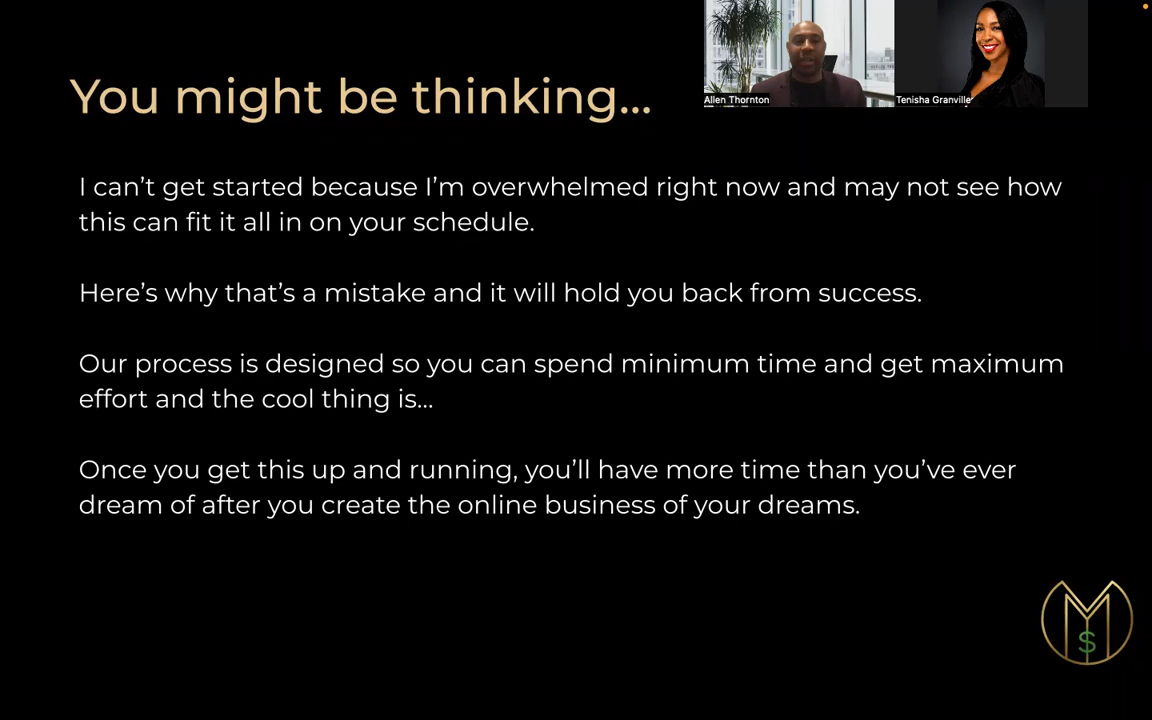 Allen Thornton
Tenisha Granville
You might be thinking...
I can't get started because I'm overwhelmed right now and may not see how
this can fit it all in on your schedule.
Here's why that's a mistake and it will hold you back from success.
Our process is designed so you can spend minimum time and get maximum
effort and the cool thing is...
Once you get this up and running, you'll have more time than you've ever
dream of after you create the online business of your dreams.
M
$